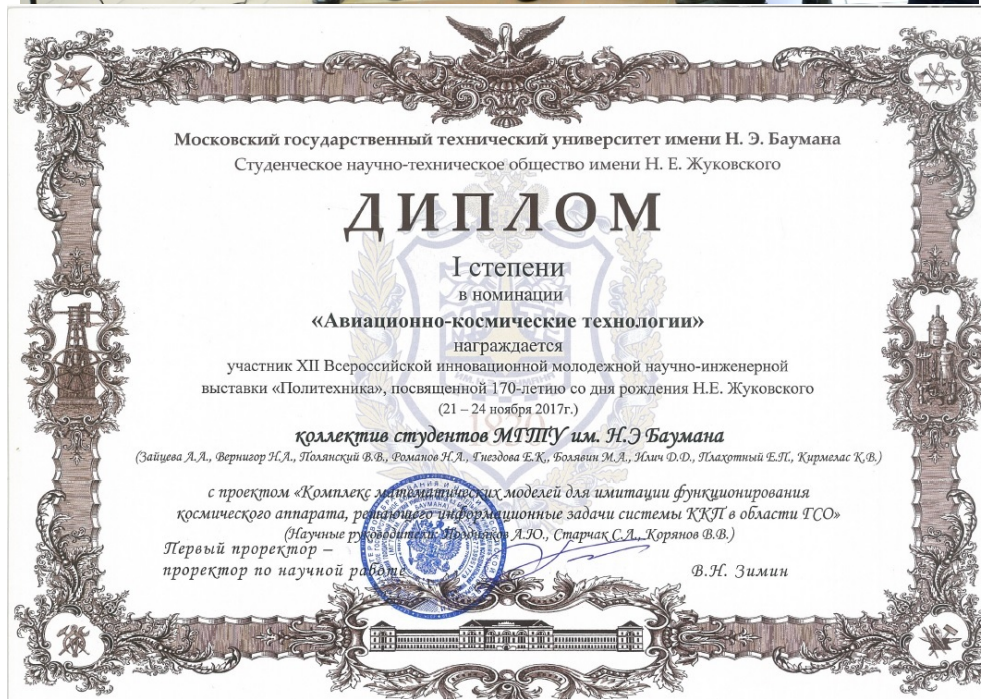 Московский государственный технический университет имени Н. Э. Баумана
Студенческое научно-техническое общество имени Н. Е. Жуковского
ДИПЛОМ
I степени
в номинации
«Авиационно-космические технологии»
награждается
участник XII Всероссийской инновационной молодежной научно-инженерной
выставки «Политехника», посвященной 170-летию со дня рождения Н.Е. Жуковского
(21 – 24 ноября 2017г.)
1830
коллектив студентов МГТУ им. Н.Э Баумана
(Зайцева А.А., Вернигор Н.А., Полянский В.В., Романов Н.А., Гнездова Е.К., Болявин М.А., Илич D.D., Плахотный Е.П., Кирмелас К.В.)
с проектом «Комплекс математических моделей для имитации функционирования
космического аппарата, решающего информационные задачи системы ККП в области ГСО»
(Научные руководители: А.Ю., Старчак С.Л., Корянов В.В.)
Первый проректор –
проректор по научной работе
В.Н. Зимин